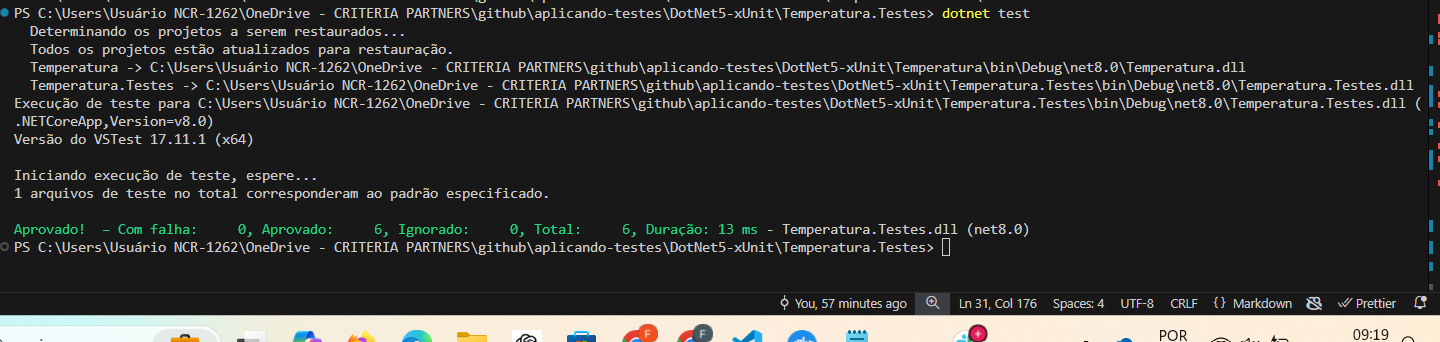 PS C:\Users\Usuário NCR-1262\OneDrive - CRITERIA PARTNERS\github\aplicando-testes\DotNet5-xUnit\Temperatura.Testes> dotnet test
Determinando os projetos a serem restaurados...
Todos os projetos estão atualizados para restauração.
Temperatura -> C:\Users\Usuário NCR-1262\OneDrive - CRITERIA PARTNERS\github\aplicando-testes\DotNet5-xUnit\Temperatura\bin\Debug\net8.0\Temperatura.dll
Temperatura.Testes -> C:\Users\Usuário NCR-1262\OneDrive - CRITERIA PARTNERS\github\aplicando-testes\DotNet5-xUnit\Temperatura.Testes\bin\Debug\net8.0\Temperatura.Testes.dll
Execução de teste para C:\Users\Usuário NCR-1262\OneDrive - CRITERIA PARTNERS\github\aplicando-testes\DotNet5-xUnit\Temperatura.Testes\bin\Debug\net8.0\Temperatura.Testes.dll (
.NETCoreApp,Version=v8.0)
Versão do VSTest 17.11.1 (x64)
Iniciando execução de teste, espere...
1 arquivos de teste no total corresponderam ao padrão especificado.
Aprovado!  – Com falha:     0, Aprovado:     6, Ignorado:     0, Total:     6, Duração: 13 ms - Temperatura.Testes.dll (net8.0)
PS C:\Users\Usuário NCR-1262\OneDrive - CRITERIA PARTNERS\github\aplicando-testes\DotNet5-xUnit\Temperatura.Testes>
You, 57 minutes ago Ln 31, Col 176 Spaces: 4 UTF-8 CRLF {} Markdown Prettier
F F
POR 09:19